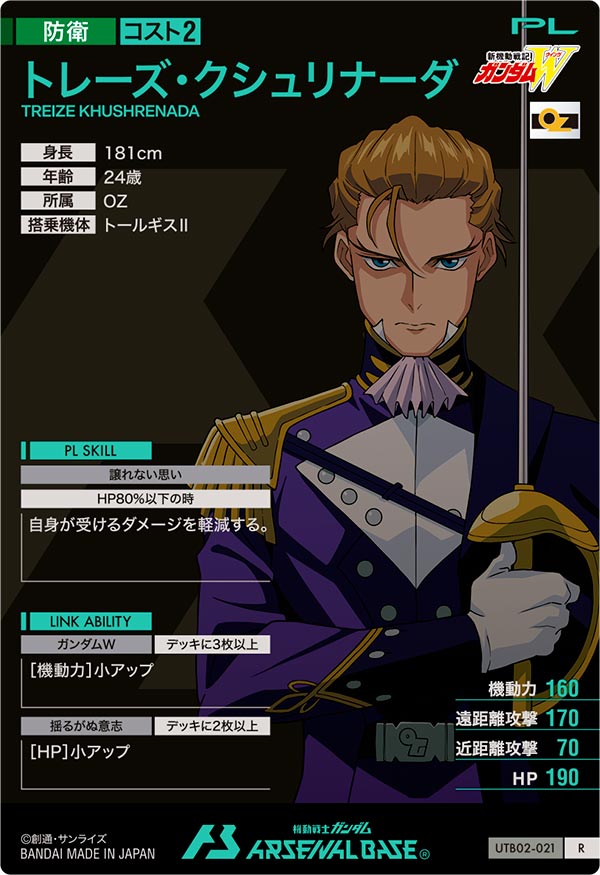 防衛 コスト2
PL
トレーズ・クシュリナーダ
TREIZE KHUSHRENADA
新機動戦記
ガンダムW
ウイング
OZ
身長 181cm
年齢 24歳
所属 OZ
搭乗機体 トールギスⅡ
PL SKILL
譲れない思い
HP80%以下の時
自身が受けるダメージを軽減する。
LINK ABILITY
ガンダムW デッキに3枚以上
[機動力]小アップ
揺るがぬ意志 デッキに2枚以上
[HP]小アップ
機動力 160
遠距離攻撃 170
近距離攻撃 70
HP 190
OZ
©創通・サンライズ
BANDAI MADE IN JAPAN
機動戦士ガンダム
AB ARSENAL BASE®
UTB02-021 R